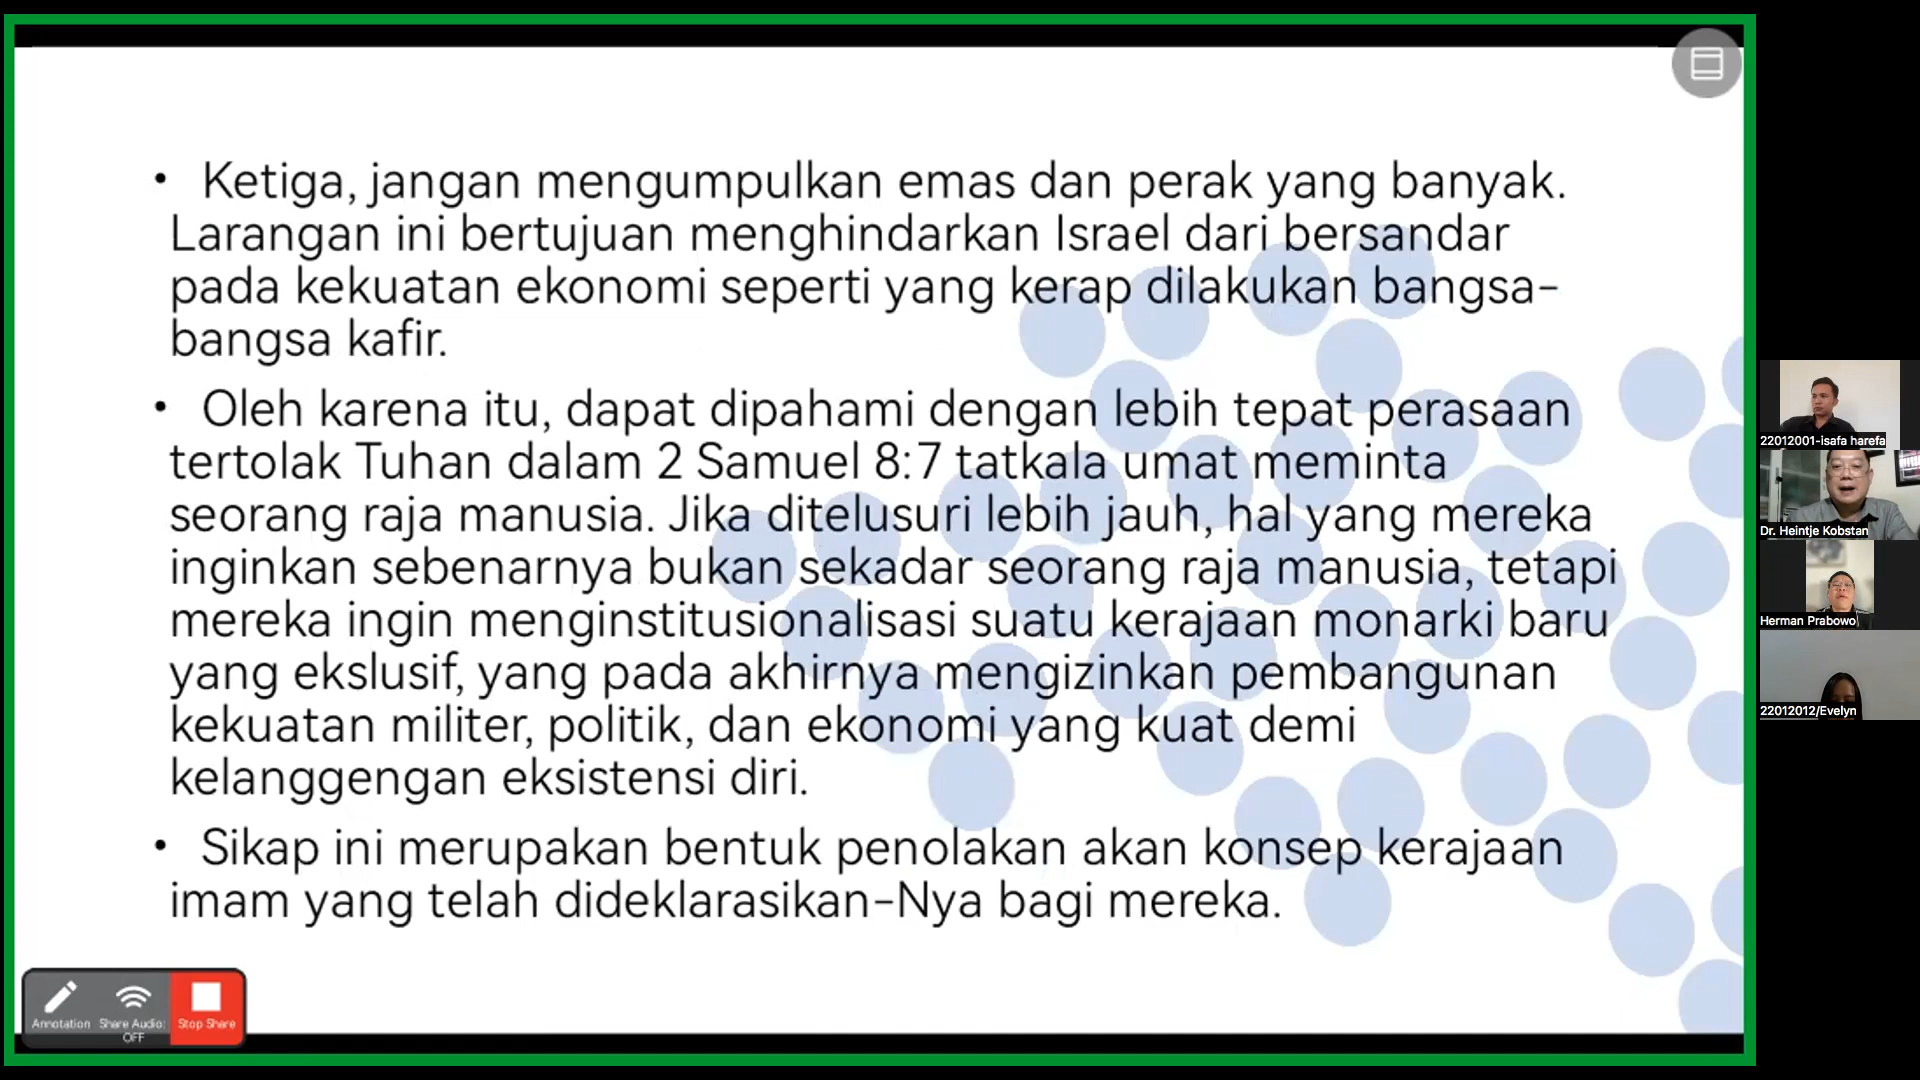 • Ketiga, jangan mengumpulkan emas dan perak yang banyak.
Larangan ini bertujuan menghindarkan Israel dari bersandar
pada kekuatan ekonomi seperti yang kerap dilakukan bangsa-
bangsa kafir.
• Oleh karena itu, dapat dipahami dengan lebih tepat perasaan
tertolak Tuhan dalam 2 Samuel 8:7 tatkala umat meminta
seorang raja manusia. Jika ditelusuri lebih jauh, hal yang mereka
inginkan sebenarnya bukan sekadar seorang raja manusia, tetapi
mereka ingin menginstitusionalisasi suatu kerajaan monarki baru
yang ekslusif, yang pada akhirnya mengizinkan pembangunan
kekuatan militer, politik, dan ekonomi yang kuat demi
kelanggengan eksistensi diri.
• Sikap ini merupakan bentuk penolakan akan konsep kerajaan
imam yang telah dideklarasikan-Nya bagi mereka.
Annotation
Share Audio:
OFF
Stop Share
22012001-isafa harefa
Dr. Heintje Kobstan
Herman Prabowo
22012012/Evelyn